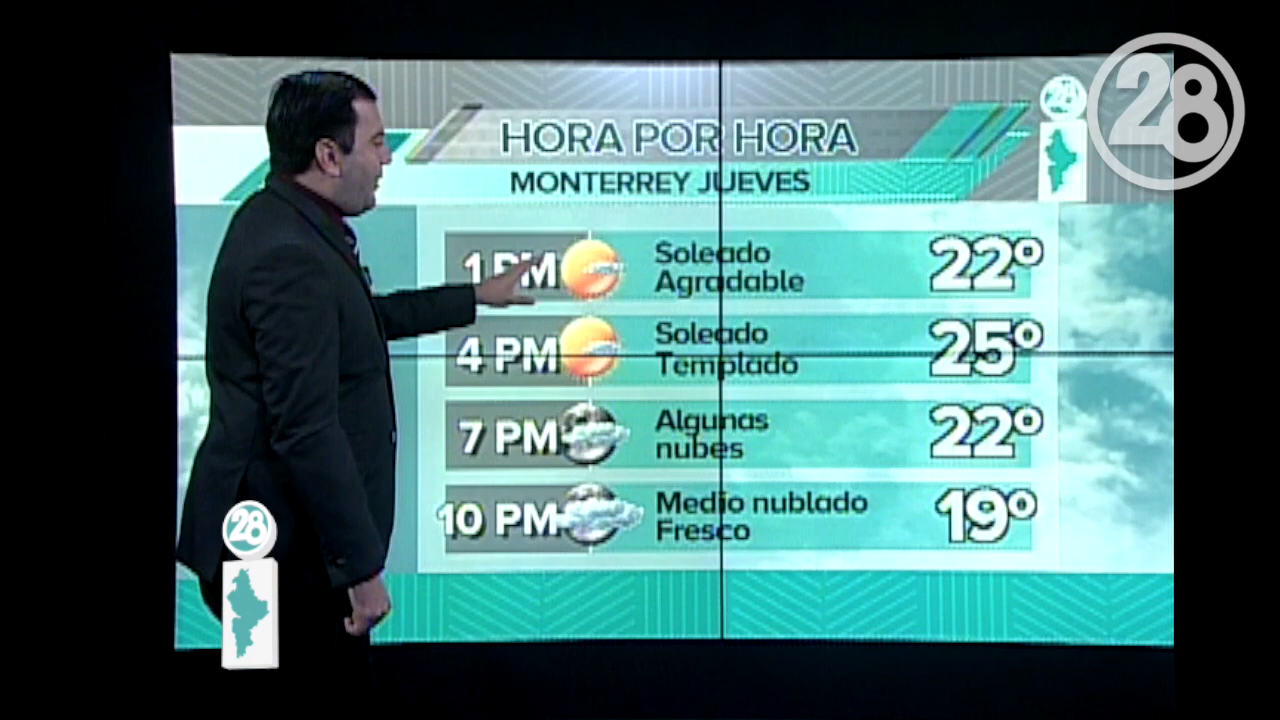 28
28
HORA POR HORA
MONTERREY JUEVES
1 PM Soleado Agradable 22°
4 PM Soleado Templado 25°
7 PM Algunas nubes 22°
10 PM Medio nublado Fresco 19°
28